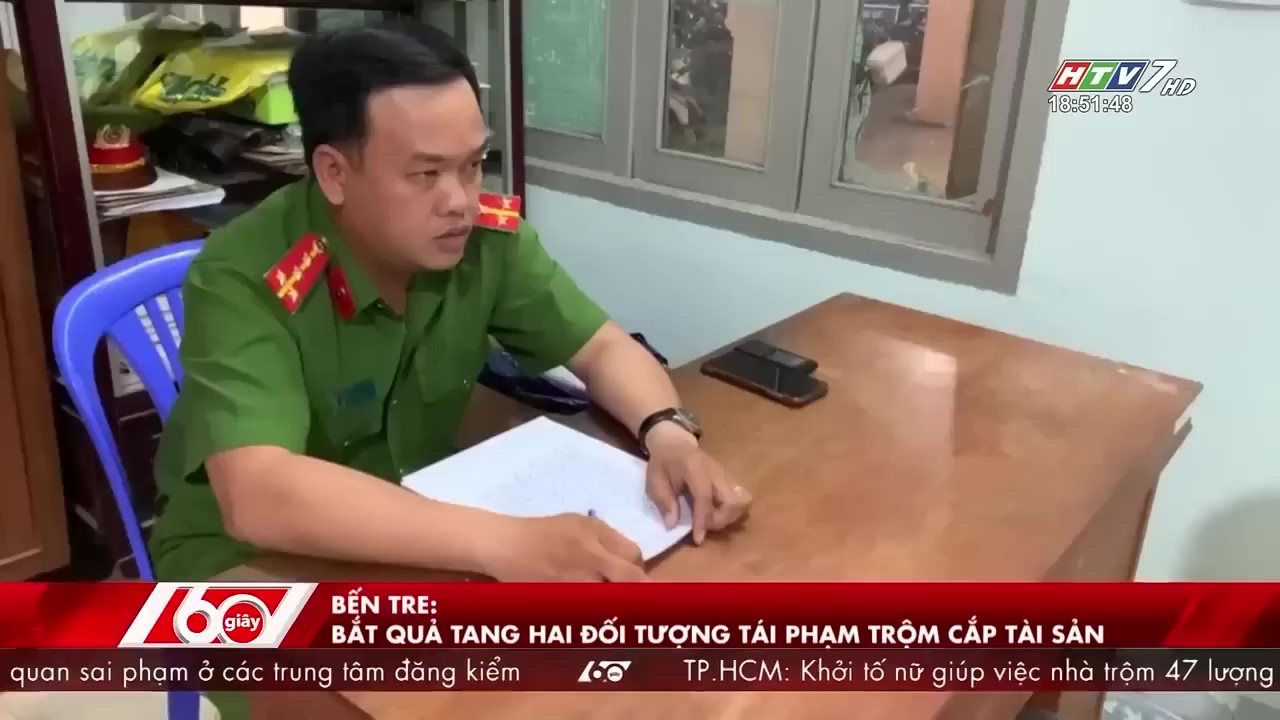 HTV7 HD
18:51:48
60 giây
BẾN TRE:
BẮT QUẢ TANG HAI ĐỐI TƯỢNG TÁI PHẠM TRỘM CẮP TÀI SẢN
quan sai phạm ở các trung tâm đăng kiểm 60 giây TP.HCM: Khởi tố nữ giúp việc nhà trộm 47 lượng